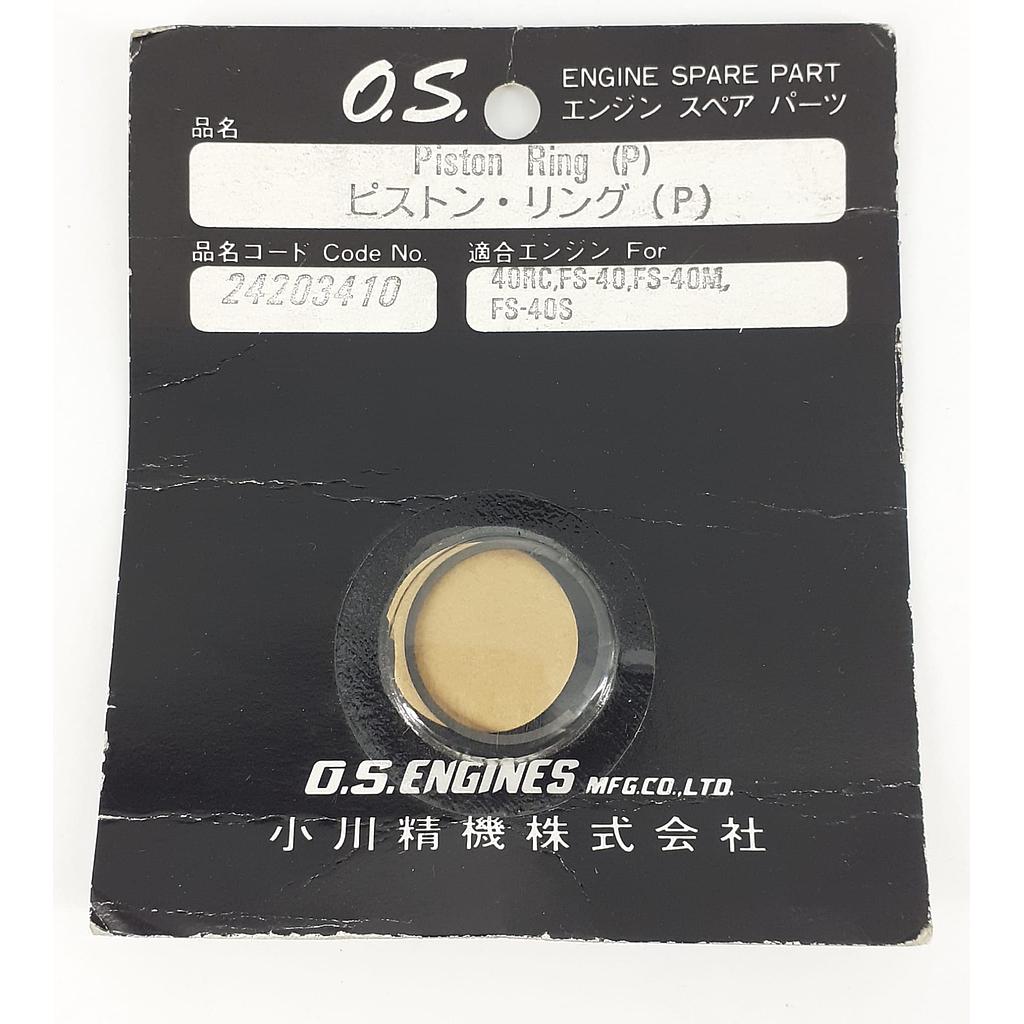 O.S.
ENGINE SPARE PART
エンジン スペア パーツ
品名
Piston Ring (P)
ピストン・リング (P)
品名コード Code No.
適合エンジン For
24203410
40RC,FS-40,FS-40M,
FS-40S
O.S.ENGINES MFG.CO.,LTD.
小川精機株式会社